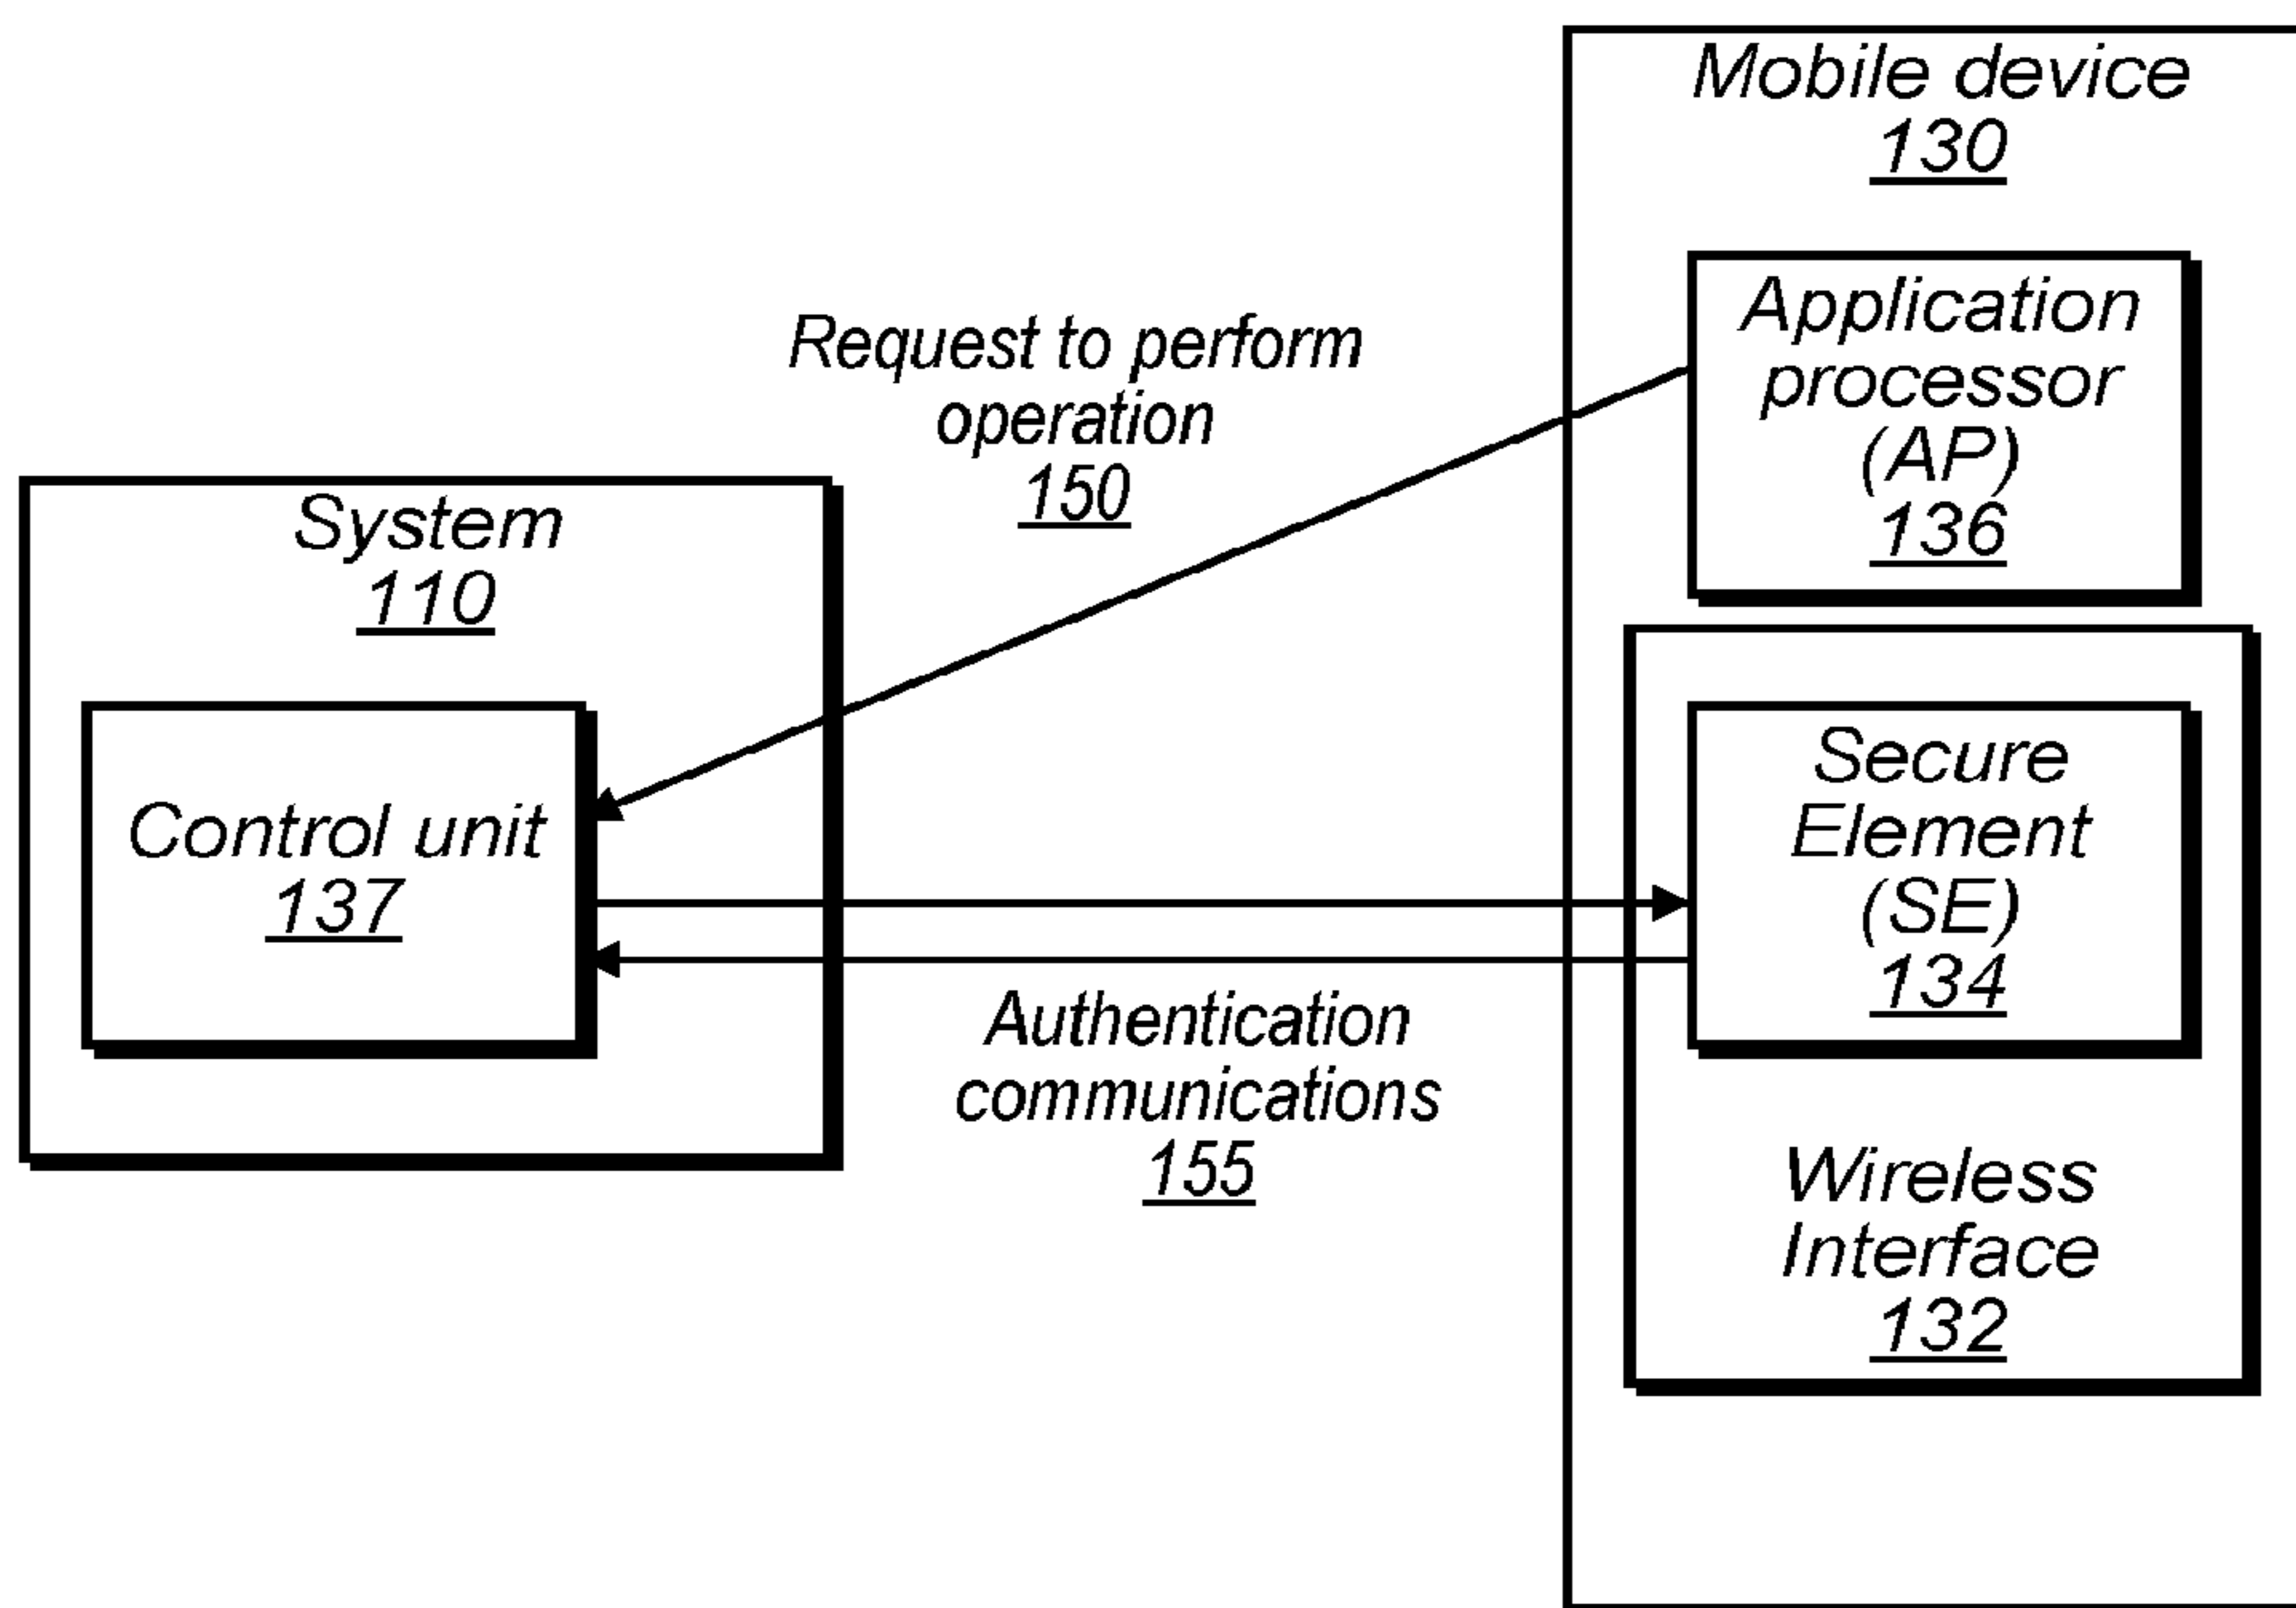 Mobile device
130
Application
processor
(AP)
136
Request to perform
operation
150
System
110
Control unit
137
Secure
Element
(SE)
134
Authentication
communications
155
Wireless
Interface
132